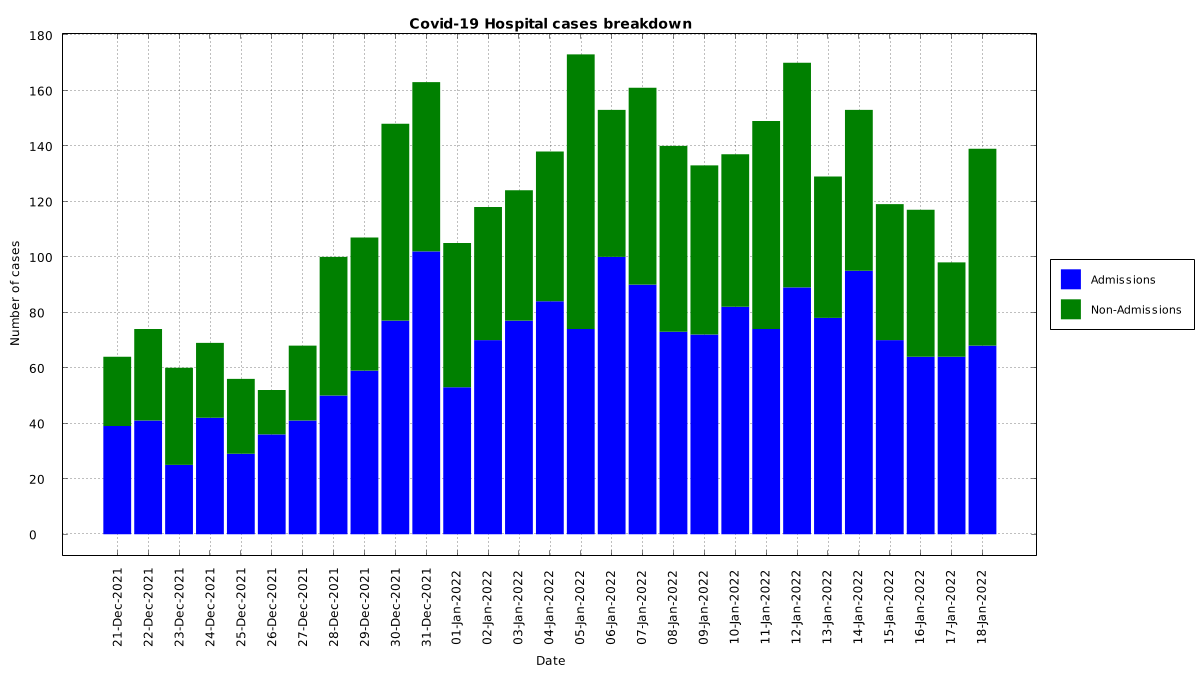 Covid-19 Hospital cases breakdown
180
160
140
120
100
80
60
40
20
0
Number of cases
21-Dec-2021
22-Dec-2021
23-Dec-2021
24-Dec-2021
25-Dec-2021
26-Dec-2021
27-Dec-2021
28-Dec-2021
29-Dec-2021
30-Dec-2021
31-Dec-2021
01-Jan-2022
02-Jan-2022
03-Jan-2022
04-Jan-2022
05-Jan-2022
06-Jan-2022
07-Jan-2022
08-Jan-2022
09-Jan-2022
10-Jan-2022
11-Jan-2022
12-Jan-2022
13-Jan-2022
14-Jan-2022
15-Jan-2022
16-Jan-2022
17-Jan-2022
18-Jan-2022
Date
Admissions
Non-Admissions